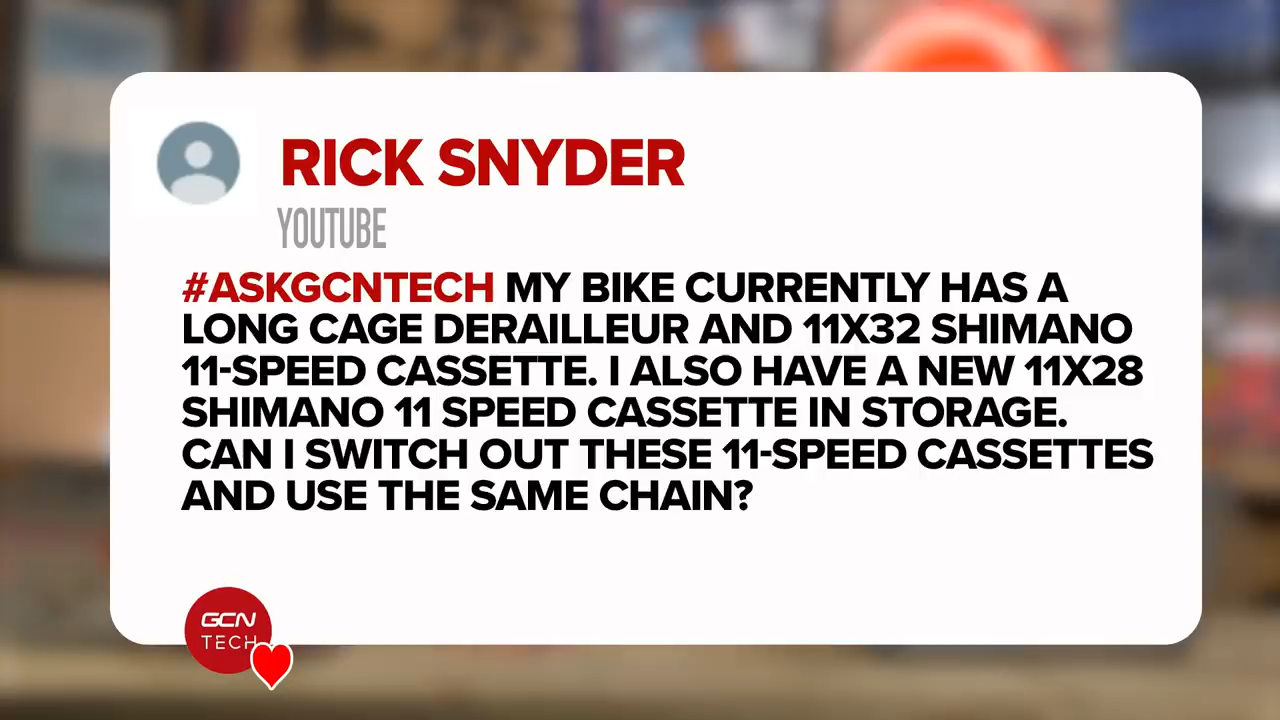 RICK SNYDER
YOUTUBE
#ASKGCNTECH MY BIKE CURRENTLY HAS A
LONG CAGE DERAILLEUR AND 11X32 SHIMANO
11-SPEED CASSETTE. I ALSO HAVE A NEW 11X28
SHIMANO 11 SPEED CASSETTE IN STORAGE.
CAN I SWITCH OUT THESE 11-SPEED CASSETTES
AND USE THE SAME CHAIN?
GCN
TECH